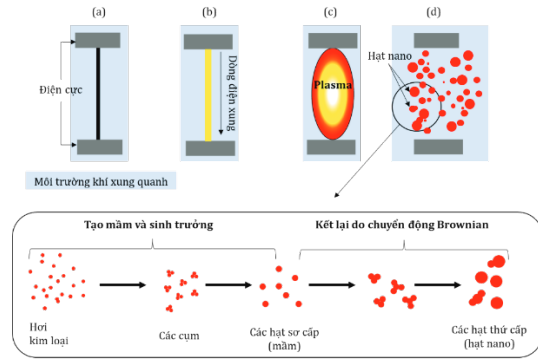 (a)
(b)
(c)
(d)
Điện cực
Dòng điện xung
Plasma
Hạt nano
Môi trường khí xung quanh
Tạo mầm và sinh trưởng
Kết lại do chuyển động Brownian
Hơi
kim loại
Các cụm
Các hạt sơ cấp
(mầm)
Các hạt thứ cấp
(hạt nano)